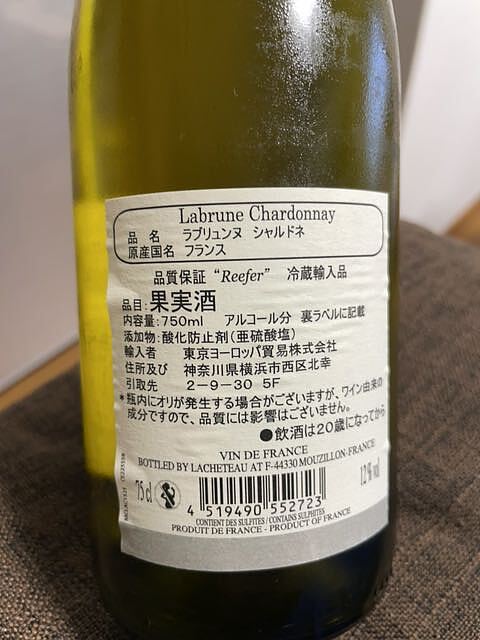 Labrune Chardonnay
品 名 ラブリュンヌ シャルドネ
原産国名 フランス
品質保証 “Reefer” 冷蔵輸入品
品目:果実酒
内容量:750ml アルコール分 裏ラベルに記載
添加物:酸化防止剤(亜硫酸塩)
輸入者 東京ヨーロッパ貿易株式会社
住所及び 神奈川県横浜市西区北幸
引取先 2-9-30 5F
*瓶内にオリが発生する場合がございますが、ワイン由来の
成分ですので、品質には影響はございません。
●飲酒は20歳になってから
VIN DE FRANCE
BOTTLED BY LACHETEAU AT F-44330 MOUZILLON-FRANCE
75 cl
12% vol
4 519490 552723
CONTIENT DES SULFITES / CONTAINS SULPHITES
PRODUIT DE FRANCE - PRODUCT OF FRANCE